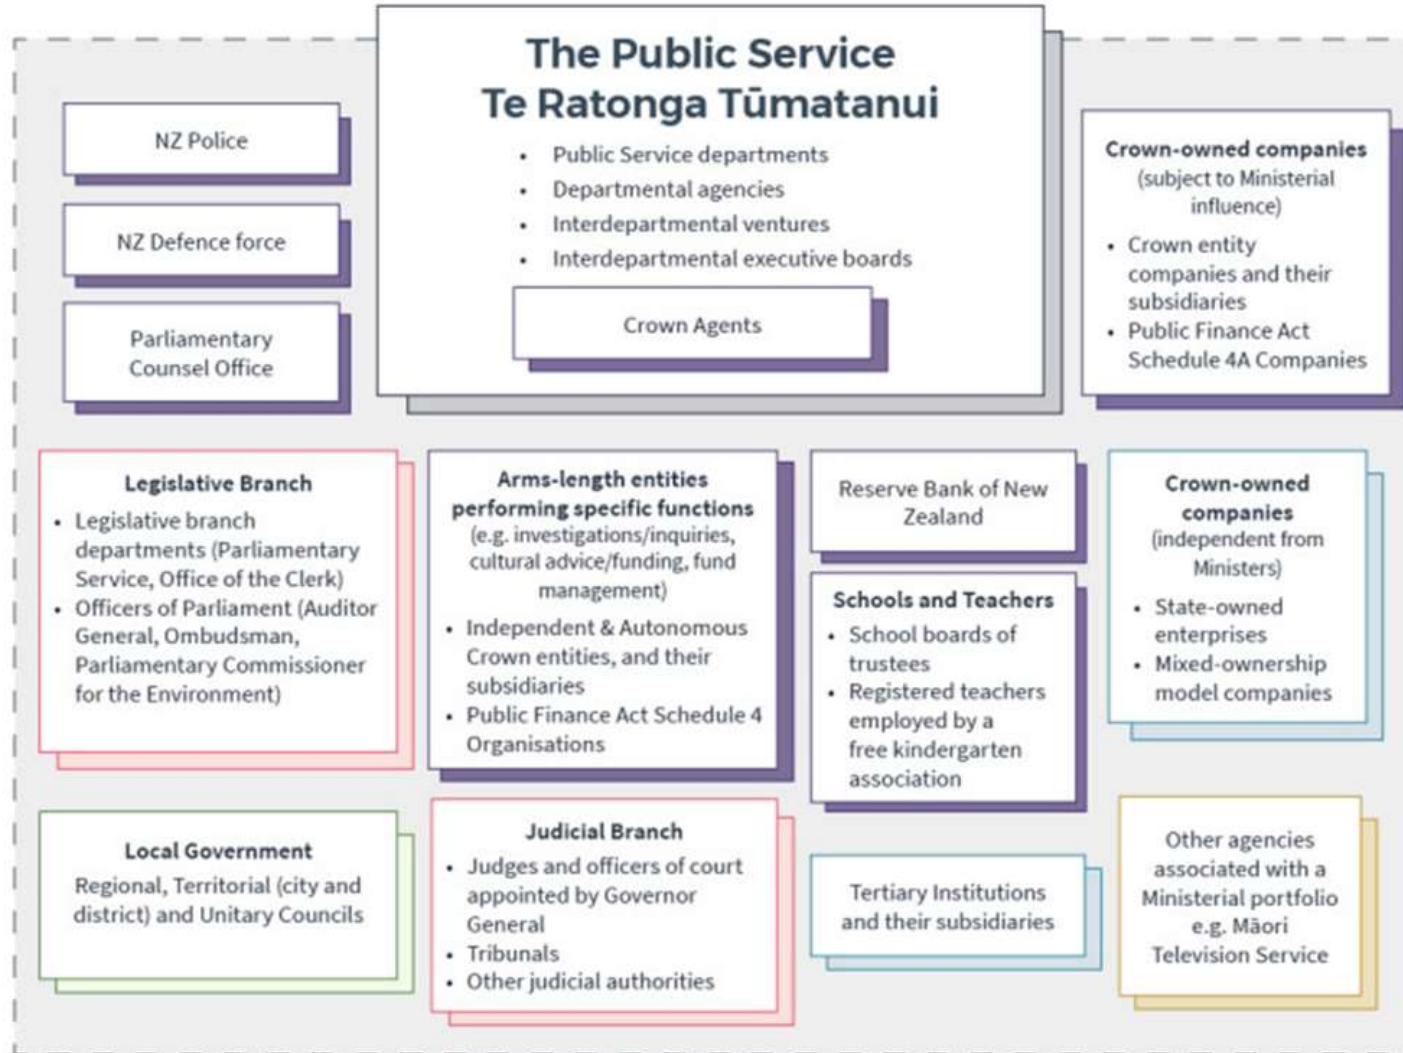 The Public Service
Te Ratonga Tūmatanui
• Public Service departments
• Departmental agencies
• Interdepartmental ventures
• Interdepartmental executive boards
Crown Agents
NZ Police
NZ Defence force
Parliamentary
Counsel Office
Crown-owned companies
(subject to Ministerial
influence)
• Crown entity
companies and their
subsidiaries
• Public Finance Act
Schedule 4A Companies
Legislative Branch
• Legislative branch
departments (Parliamentary
Service, Office of the Clerk)
• Officers of Parliament (Auditor
General, Ombudsman,
Parliamentary Commissioner
for the Environment)
Arms-length entities
performing specific functions
(e.g. investigations/inquiries,
cultural advice/funding, fund
management)
• Independent & Autonomous
Crown entities, and their
subsidiaries
• Public Finance Act Schedule 4
Organisations
Reserve Bank of New
Zealand
Schools and Teachers
• School boards of
trustees
• Registered teachers
employed by a
free kindergarten
association
Crown-owned
companies
(independent from
Ministers)
• State-owned
enterprises
• Mixed-ownership
model companies
Local Government
Regional, Territorial (city and
district) and Unitary Councils
Judicial Branch
• Judges and officers of court
appointed by Governor
General
• Tribunals
• Other judicial authorities
Tertiary Institutions
and their subsidiaries
Other agencies
associated with a
Ministerial portfolio
e.g. Māori
Television Service